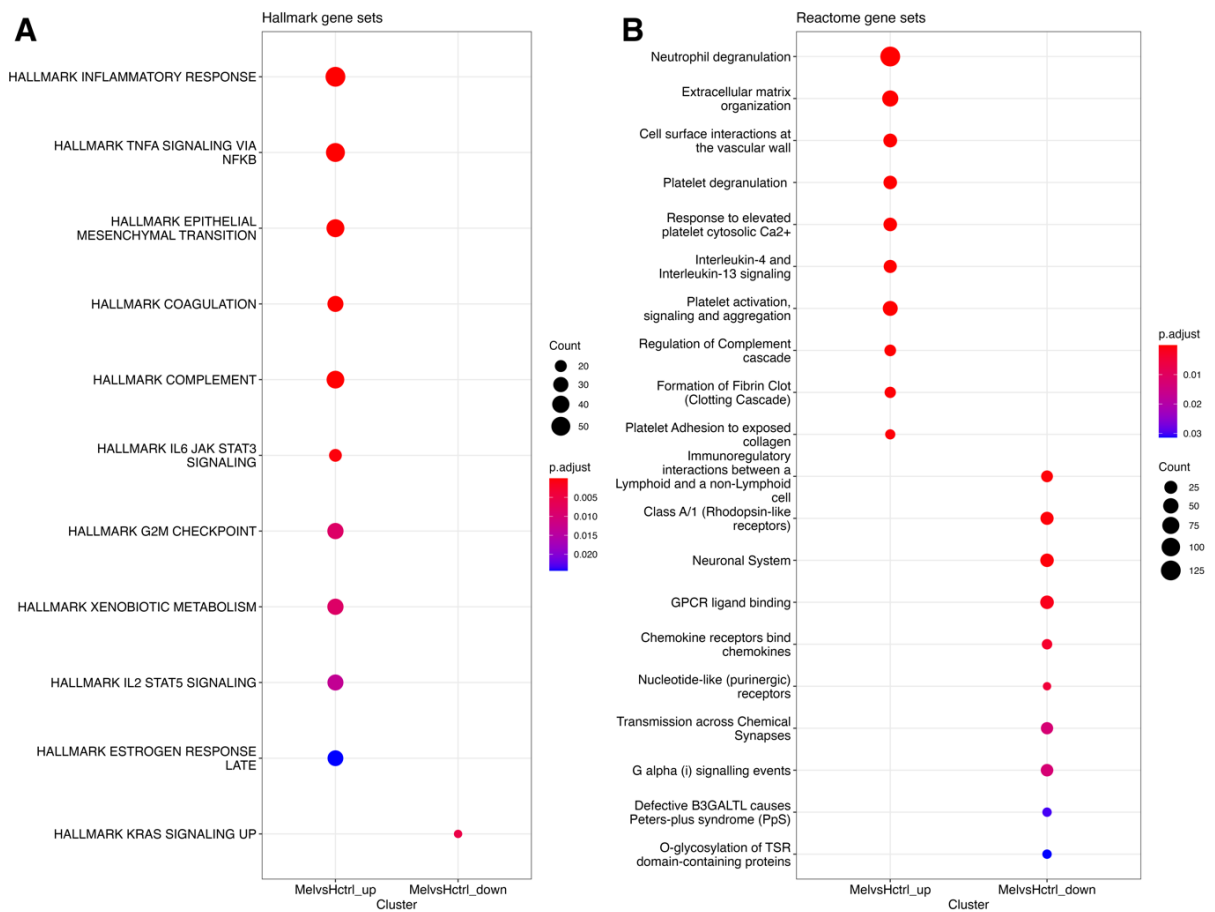 A
Hallmark gene sets
HALLMARK INFLAMMATORY RESPONSE
HALLMARK TNFA SIGNALING VIA
NFKB
HALLMARK EPITHELIAL
MESENCHYMAL TRANSITION
HALLMARK COAGULATION
HALLMARK COMPLEMENT
HALLMARK IL6 JAK STAT3
SIGNALING
HALLMARK G2M CHECKPOINT
HALLMARK XENOBIOTIC METABOLISM
HALLMARK IL2 STAT5 SIGNALING
HALLMARK ESTROGEN RESPONSE
LATE
HALLMARK KRAS SIGNALING UP
MelvsHctrl_up
MelvsHctrl_down
Cluster
Count
20
30
40
50
p.adjust
0.005
0.010
0.015
0.020
B
Reactome gene sets
Neutrophil degranulation
Extracellular matrix
organization
Cell surface interactions at
the vascular wall
Platelet degranulation
Response to elevated
platelet cytosolic Ca2+
Interleukin-4 and
Interleukin-13 signaling
Platelet activation,
signaling and aggregation
Regulation of Complement
cascade
Formation of Fibrin Clot
(Clotting Cascade)
Platelet Adhesion to exposed
collagen
Immunoregulatory
interactions between a
Lymphoid and a non-Lymphoid
cell
Class A/1 (Rhodopsin-like
receptors)
Neuronal System
GPCR ligand binding
Chemokine receptors bind
chemokines
Nucleotide-like (purinergic)
receptors
Transmission across Chemical
Synapses
G alpha (i) signalling events
Defective B3GALTL causes
Peters-plus syndrome (PpS)
O-glycosylation of TSR
domain-containing proteins
MelvsHctrl_up
MelvsHctrl_down
Cluster
p.adjust
0.01
0.02
0.03
Count
25
50
75
100
125